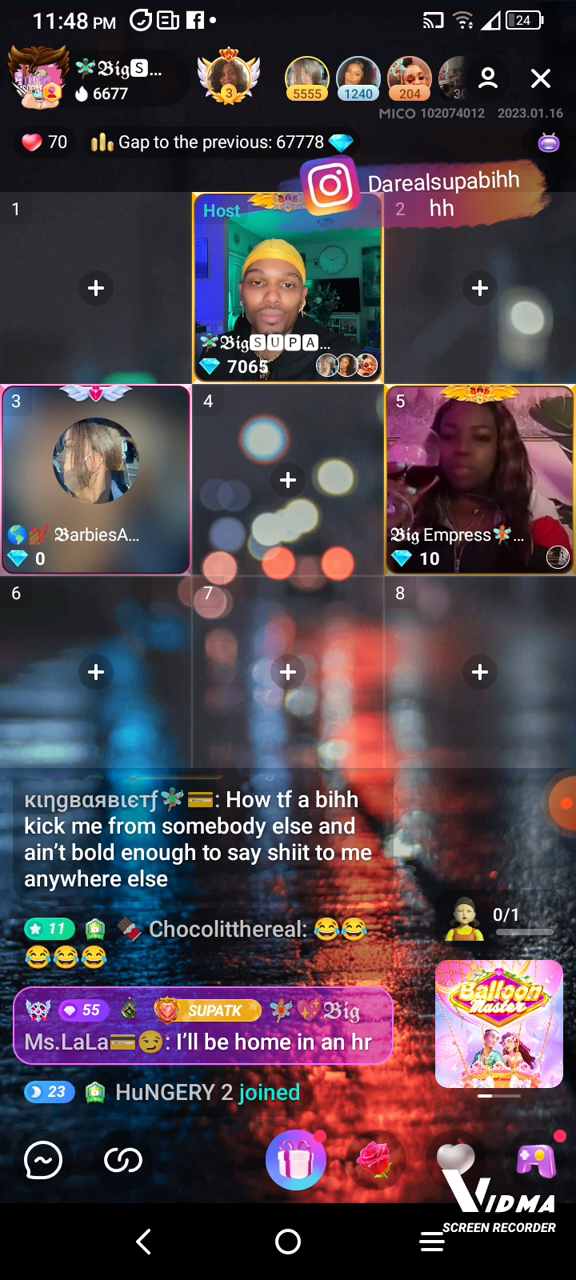 11:48 PM
24
𝕭𝖎𝖌🆂...
6677
3
5555
1240
204
30
MICO 102074012 2023.01.16
70
Gap to the previous: 67778
Darealsupabihh
hh
1
Host
2
𝕭𝖎𝖌🆂🆄🅿🅰...
7065
3
4
5
𝕭arbiesA...
0
𝕭𝖎𝖌 Empress...
10
6
7
8
кιηgвαявιєтƒ: How tf a bihh
kick me from somebody else and
ain't bold enough to say shiit to me
anywhere else
11 Chocolitthereal: 😂😂
😂😂😂
0/1
55 SUPATK 𝕭𝖎𝖌
Ms.LaLa💳😏: I'll be home in an hr
Balloon
Master
23 HuNGERY 2 joined
VIDMA
SCREEN RECORDER